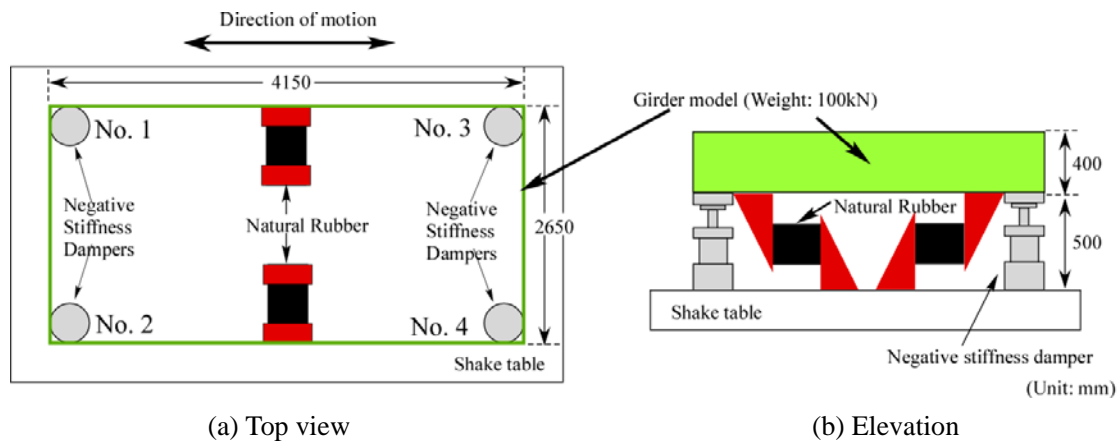 Direction of motion
4150
No. 1
No. 3
Negative
Stiffness
Dampers
Natural Rubber
Negative
Stiffness
Dampers
2650
No. 2
No. 4
Shake table
(a) Top view
Girder model (Weight: 100kN)
400
Natural Rubber
500
Shake table
Negative stiffness damper
(Unit: mm)
(b) Elevation